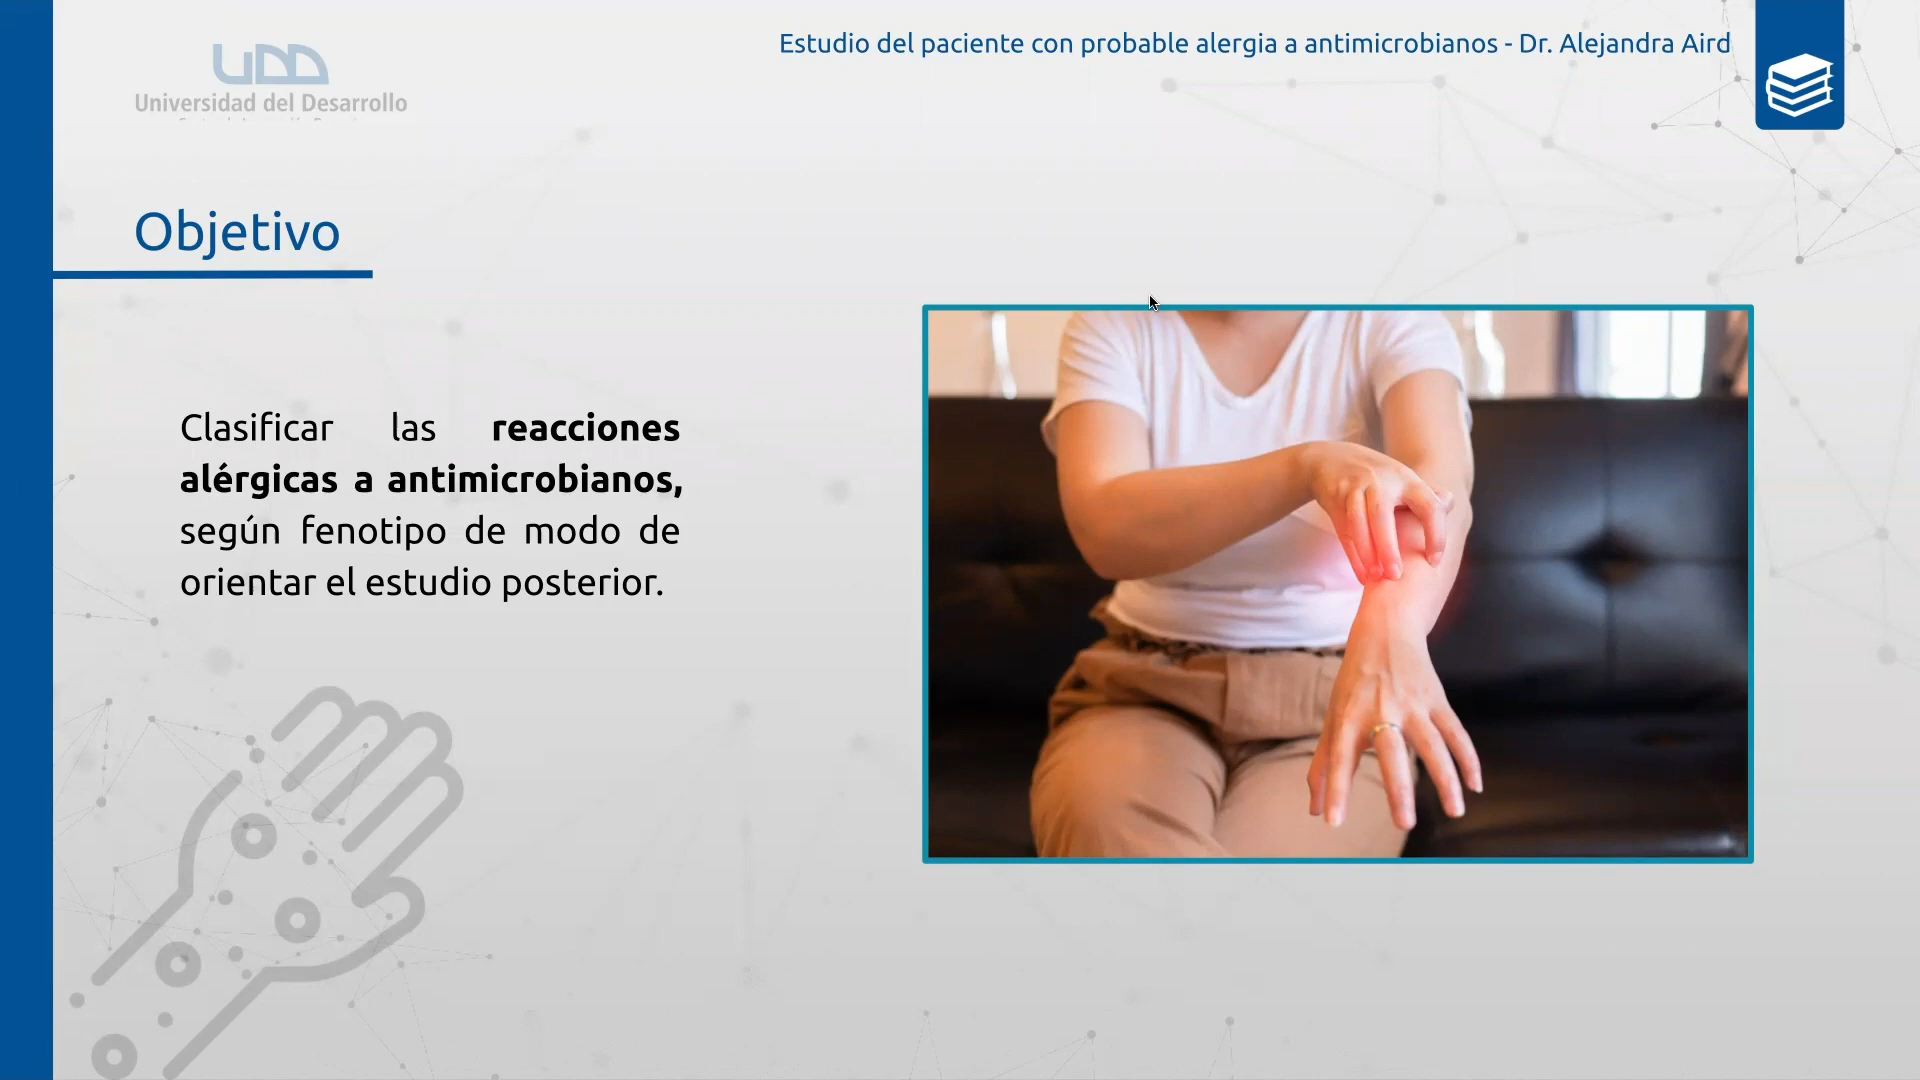 Estudio del paciente con probable alergia a antimicrobianos - Dr. Alejandra Aird
UDD
Universidad del Desarrollo
Objetivo
Clasificar las reacciones
alérgicas a antimicrobianos,
según fenotipo de modo de
orientar el estudio posterior.